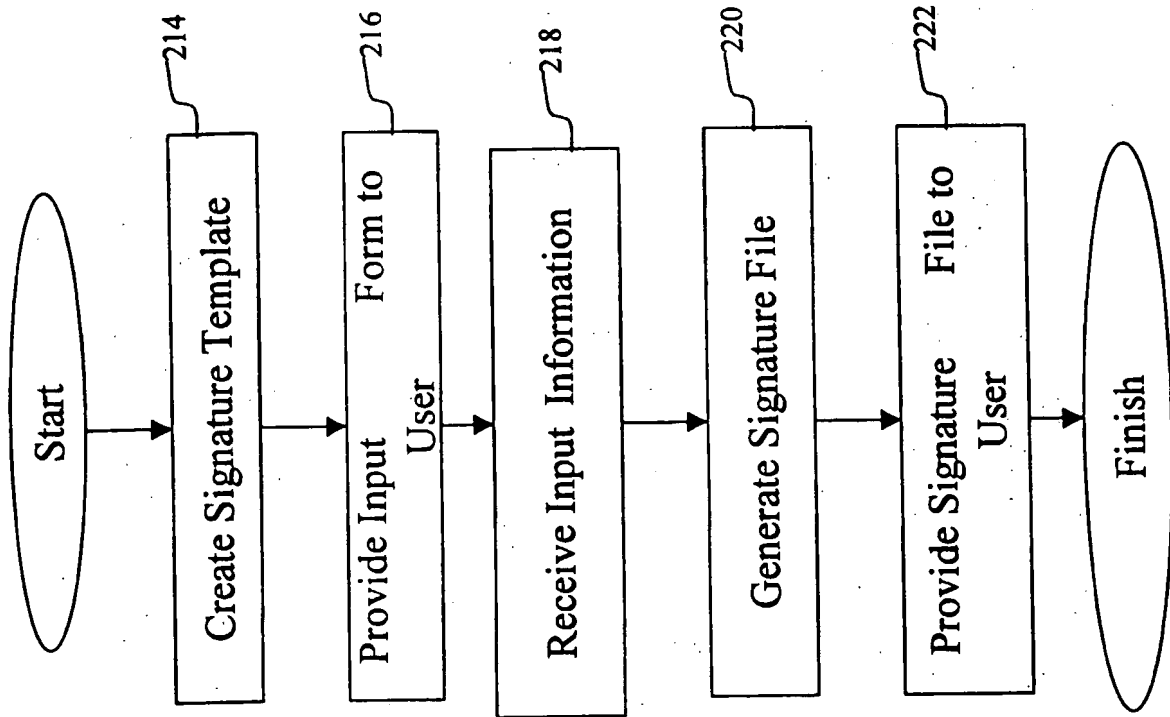 Start
Create Signature Template
214
Provide Input Form to
User
216
Receive Input Information
218
Generate Signature File
220
Provide Signature File to
User
222
Finish